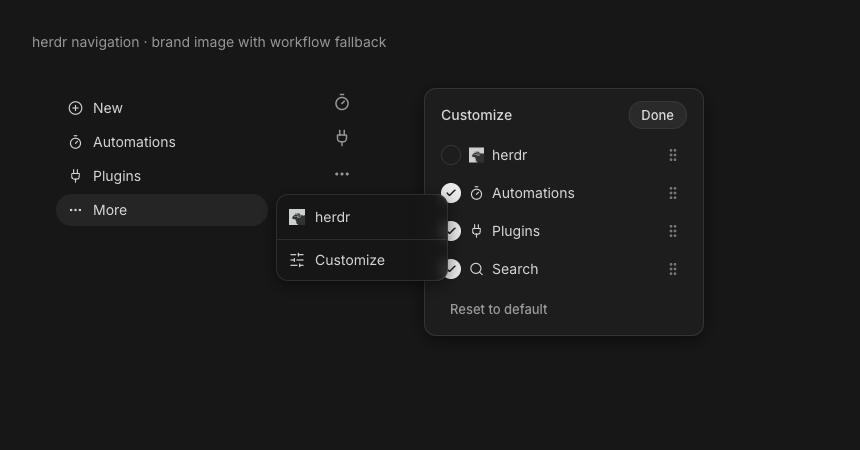 herdr navigation · brand image with workflow fallback
New
Automations
Plugins
More
herdr
Customize
Customize
Done
herdr
Automations
Plugins
Search
Reset to default